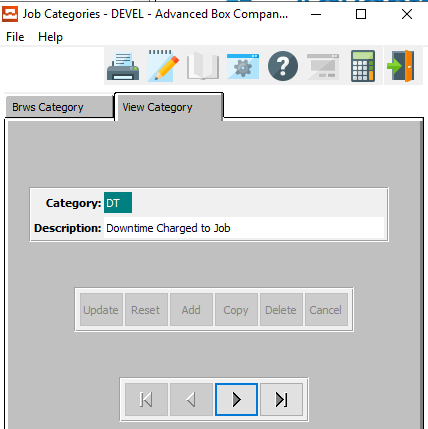 Job Categories - DEVEL - Advanced Box Compan...
File Help
Brws Category View Category
Category: DT
Description: Downtime Charged to Job
Update Reset Add Copy Delete Cancel